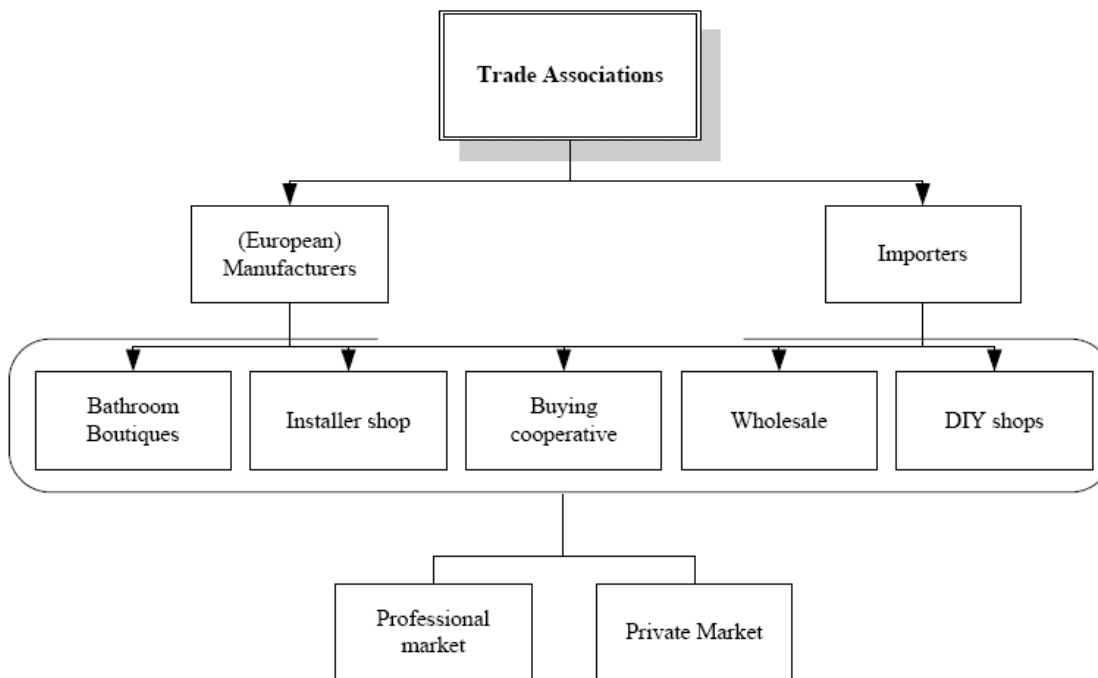 Trade Associations
(European)
Manufacturers
Importers
Bathroom
Boutiques
Installer shop
Buying
cooperative
Wholesale
DIY shops
Professional
market
Private Market